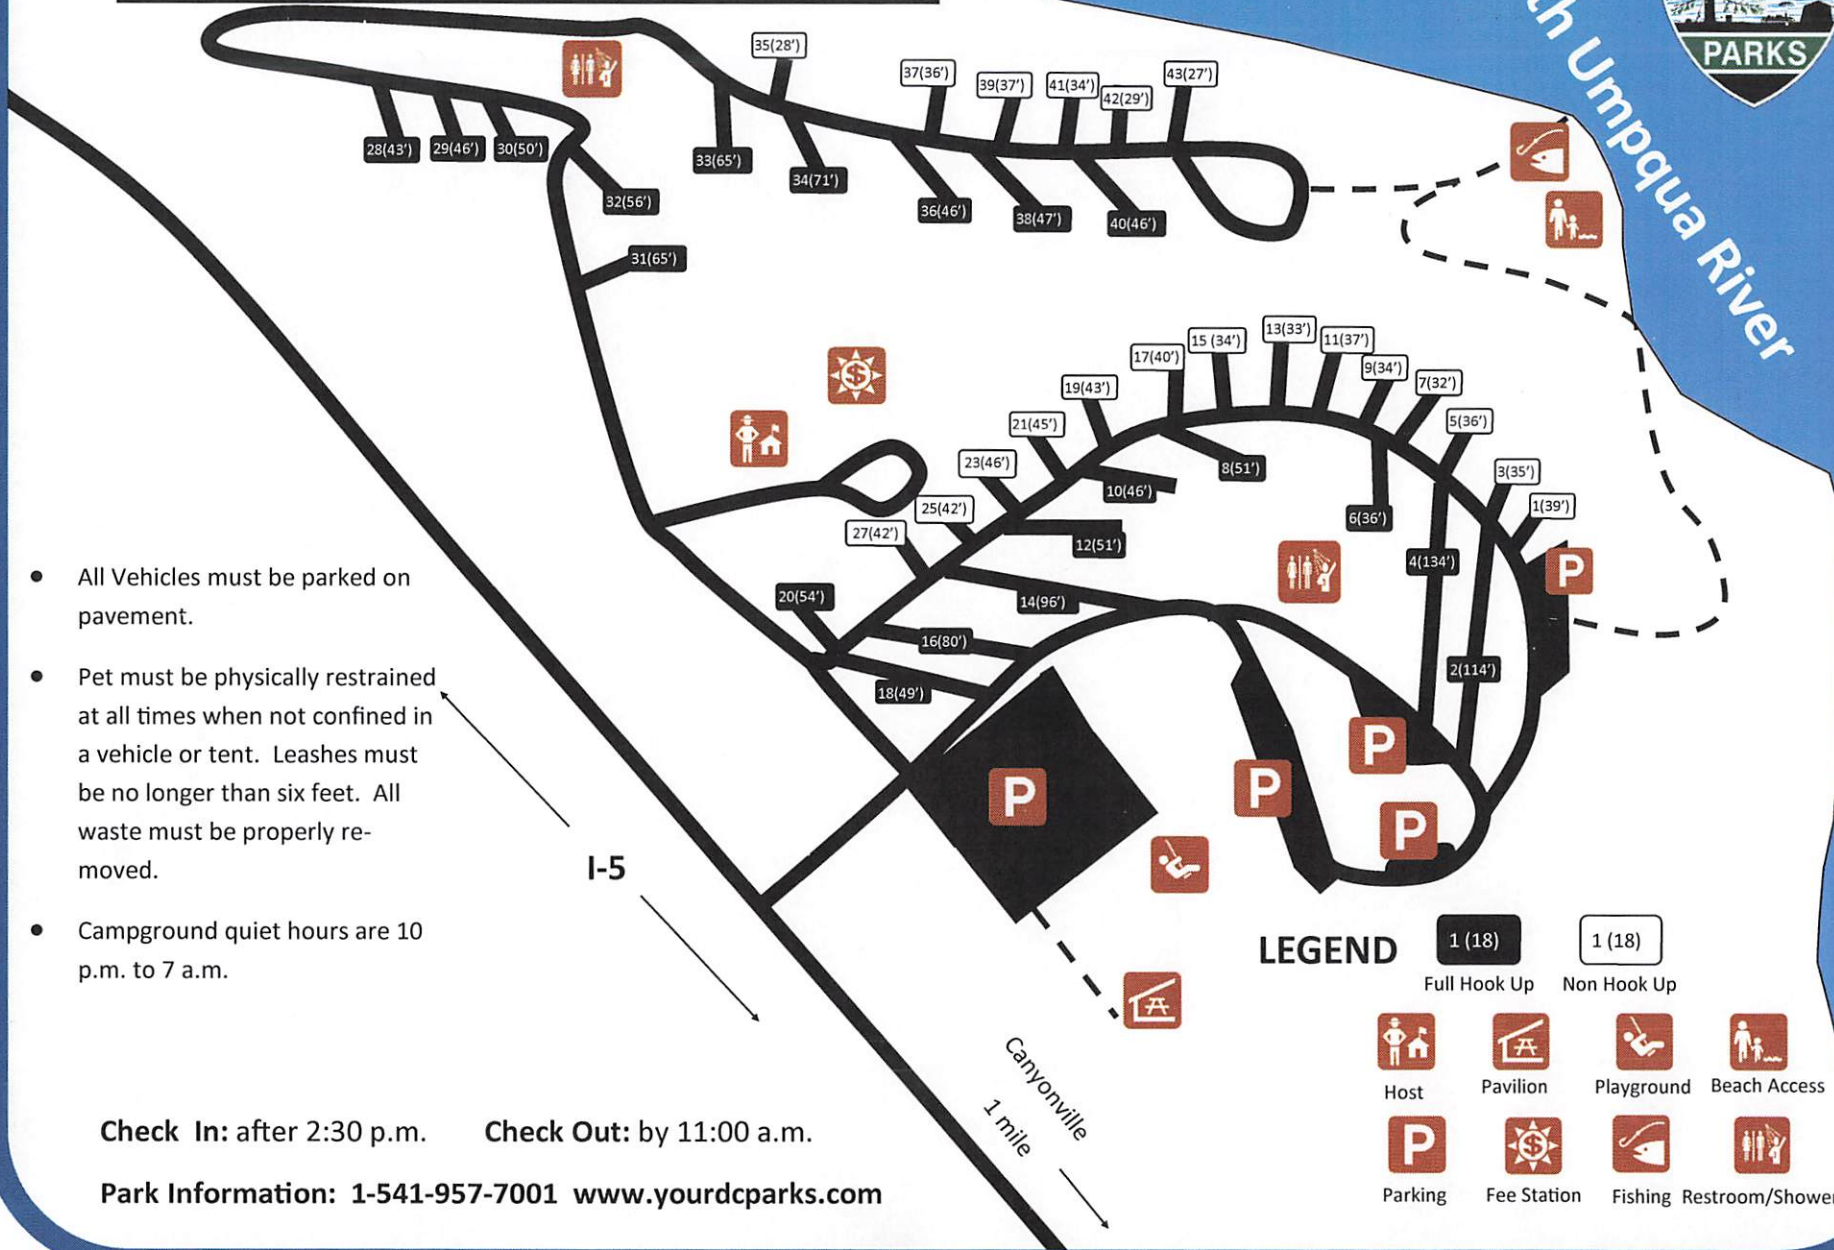 PARKS
th Umpqua River
35(28')
37(36')
39(37')
41(34')
42(29')
43(27')
28(43')
29(46')
30(50')
33(65')
34(71')
32(56')
36(46')
38(47')
40(46')
31(65')
13(33')
15 (34')
11(37')
17(40')
9(34')
19(43')
7(32')
21(45')
5(36')
23(46')
8(51')
3(35')
10(46')
25(42')
1(39')
6(36')
27(42')
12(51')
4(134')
P
20(54')
14(96')
16(80')
2(114')
18(49')
P
P
P
P
• All Vehicles must be parked on
pavement.
• Pet must be physically restrained
at all times when not confined in
a vehicle or tent. Leashes must
be no longer than six feet. All
waste must be properly re-
moved.
• Campground quiet hours are 10
p.m. to 7 a.m.
I-5
Canyonville
1 mile
LEGEND
1 (18)
1 (18)
Full Hook Up
Non Hook Up
Host
Pavilion
Playground
Beach Access
P
Parking
Fee Station
Fishing
Restroom/Shower
Check In: after 2:30 p.m. Check Out: by 11:00 a.m.
Park Information: 1-541-957-7001 www.yourdcparks.com